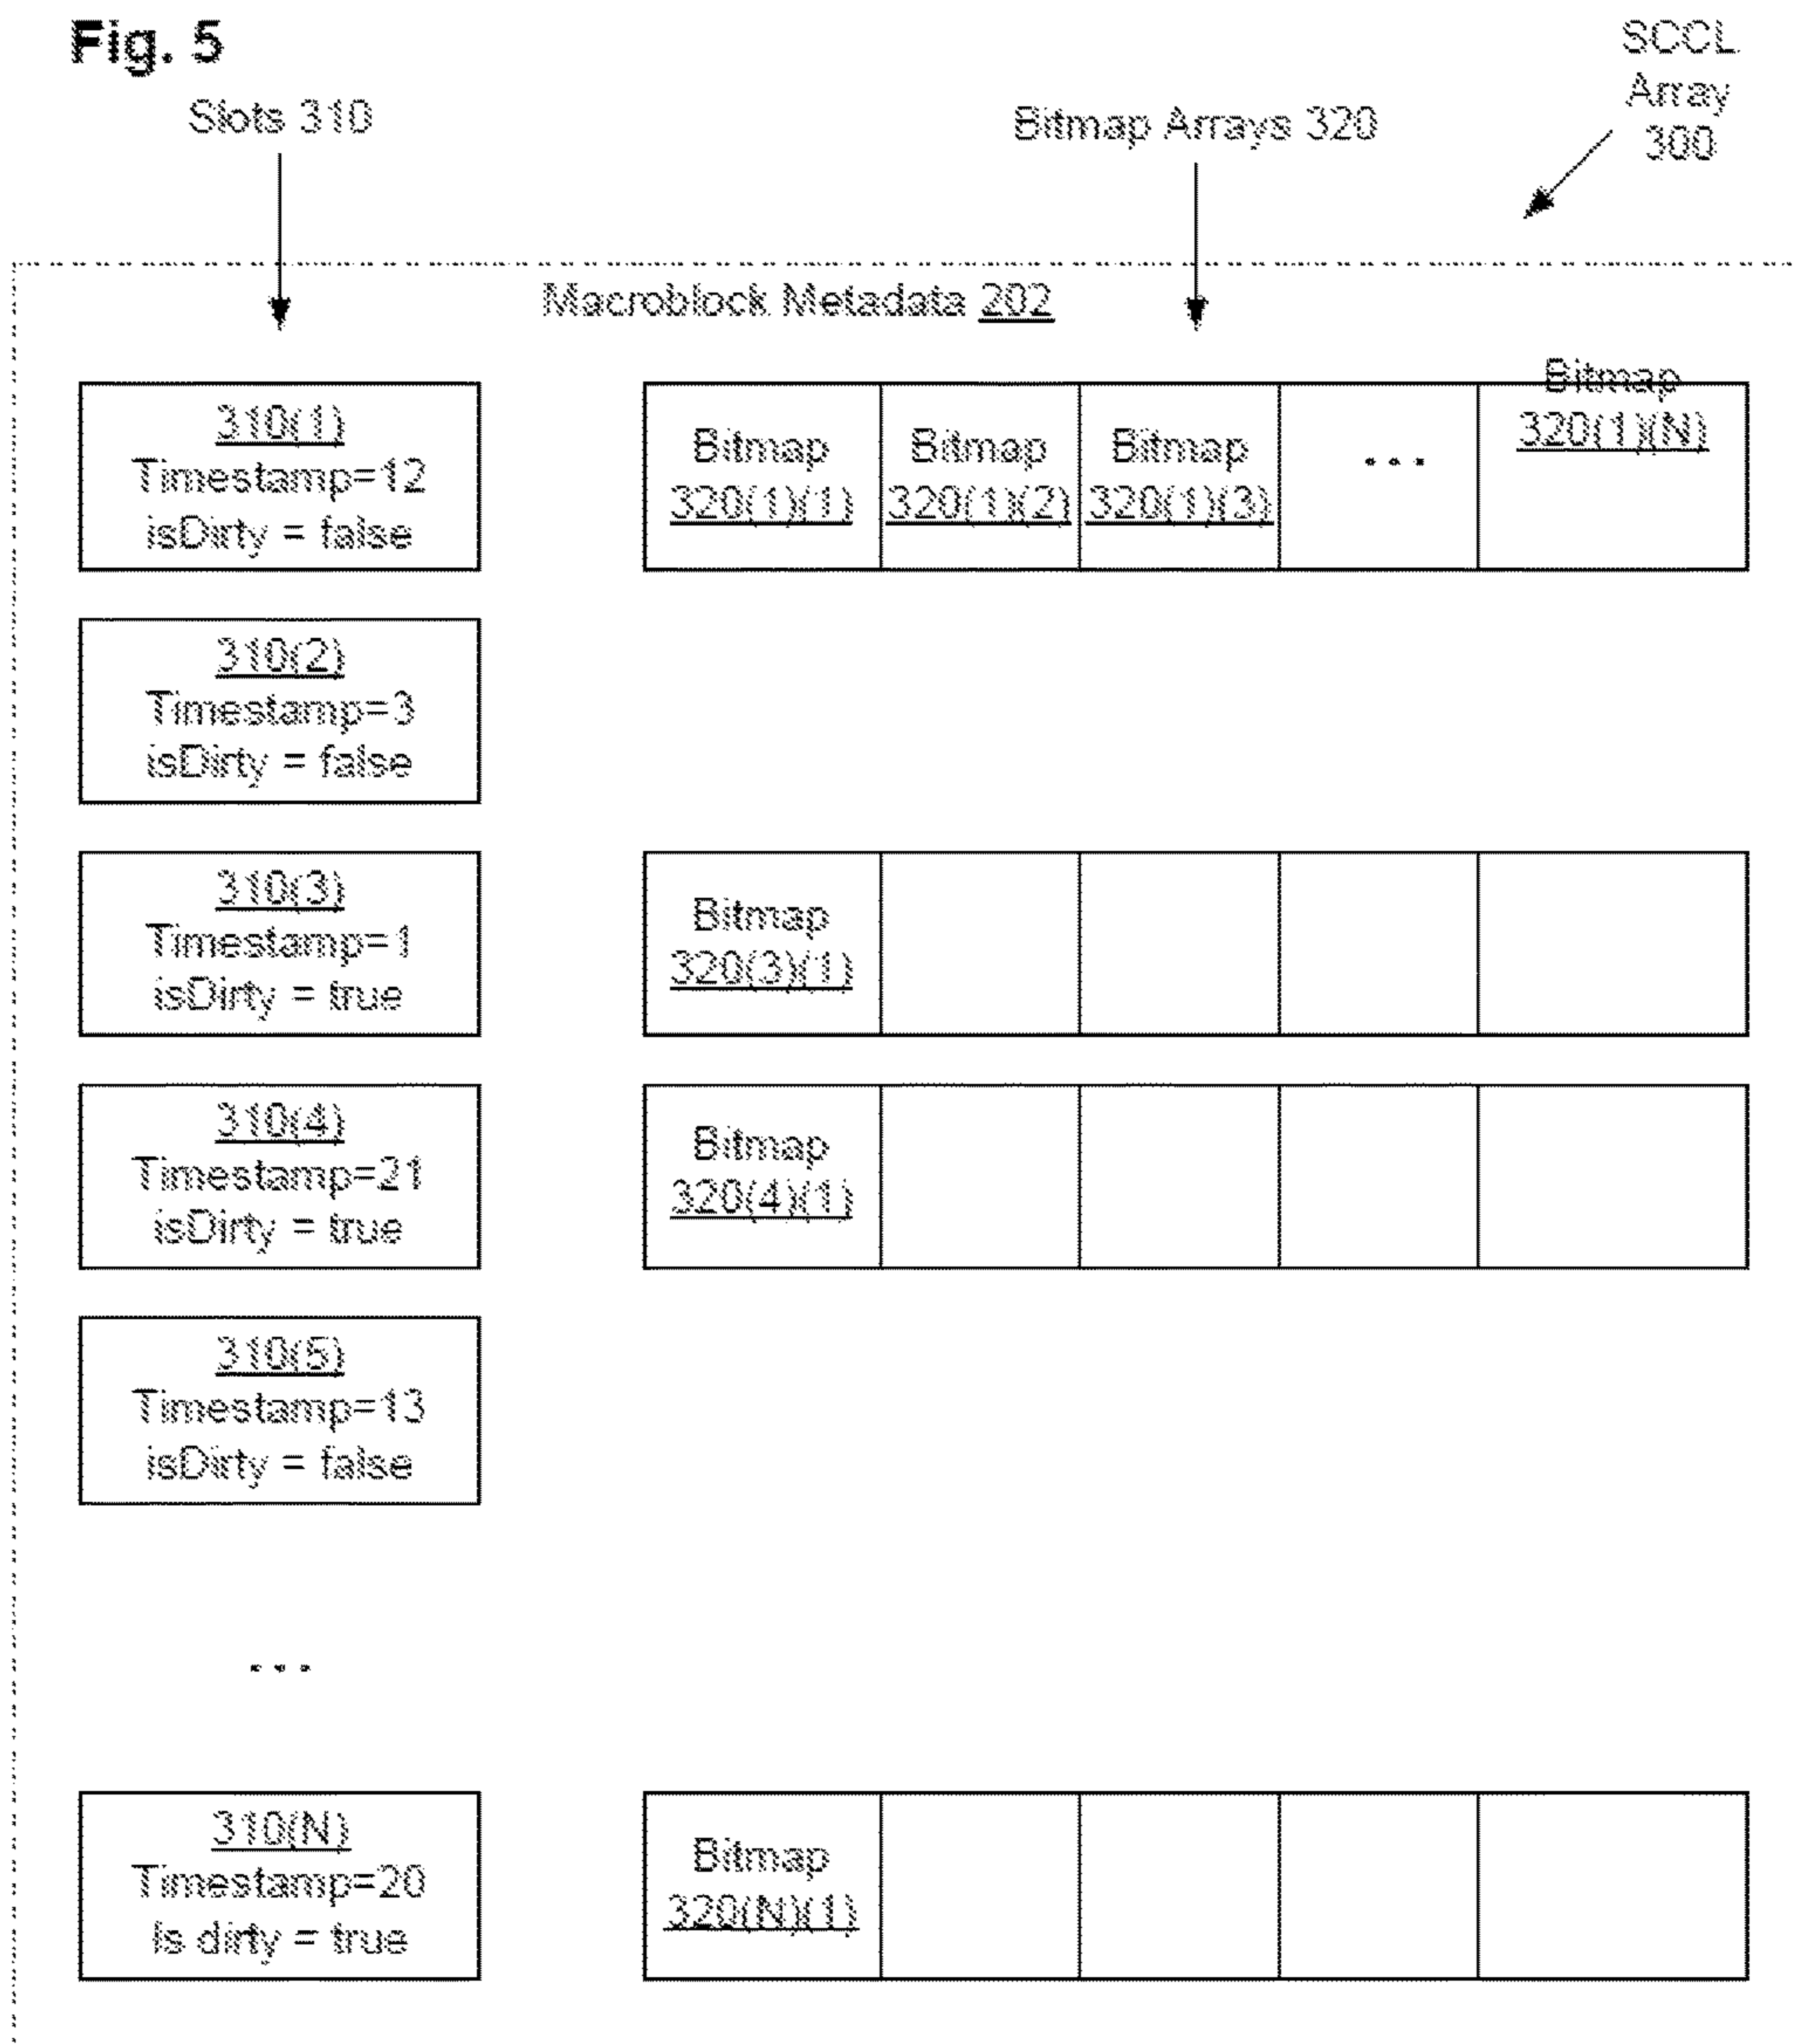 Fig. 5
SCCL
Array
300
Slots 310
Bitmap Arrays 320
Macroblock Metadata 202
310(1)
Timestamp=12
isDirty = false
Bitmap
320(1)(1)
Bitmap
320(1)(2)
Bitmap
320(1)(3)
...
Bitmap
320(1)(N)
310(2)
Timestamp=3
isDirty = false
310(3)
Timestamp=1
isDirty = true
Bitmap
320(3)(1)
310(4)
Timestamp=21
isDirty = true
Bitmap
320(4)(1)
310(5)
Timestamp=13
isDirty = false
...
310(N)
Timestamp=20
Is dirty = true
Bitmap
320(N)(1)